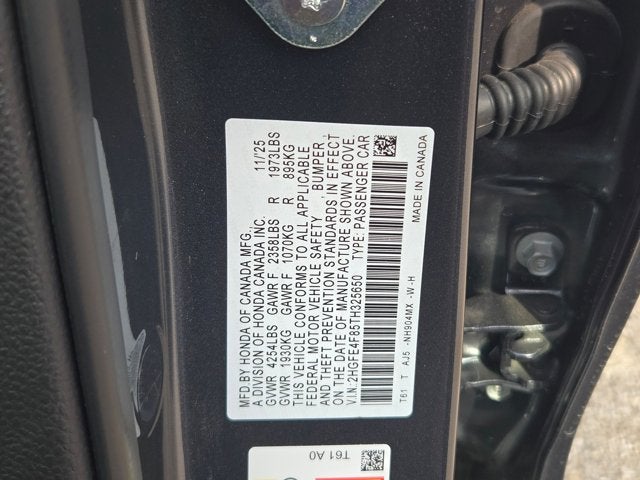 MFD.BY HONDA OF CANADA MFG.,
A DIVISION OF HONDA CANADA INC. 11/25
GVWR 4254LBS GAWR F 2358LBS R 1973LBS
GVWR 1930KG GAWR F 1070KG R 895KG
THIS VEHICLE CONFORMS TO ALL APPLICABLE
FEDERAL MOTOR VEHICLE SAFETY, BUMPER,
AND THEFT PREVENTION STANDARDS IN EFFECT
ON THE DATE OF MANUFACTURE SHOWN ABOVE.
V.I.N: 2HGFE4F85TH325650 TYPE: PASSENGER CAR
T61 T AJ5 -NH904MX -W-H
MADE IN CANADA
T61 A0